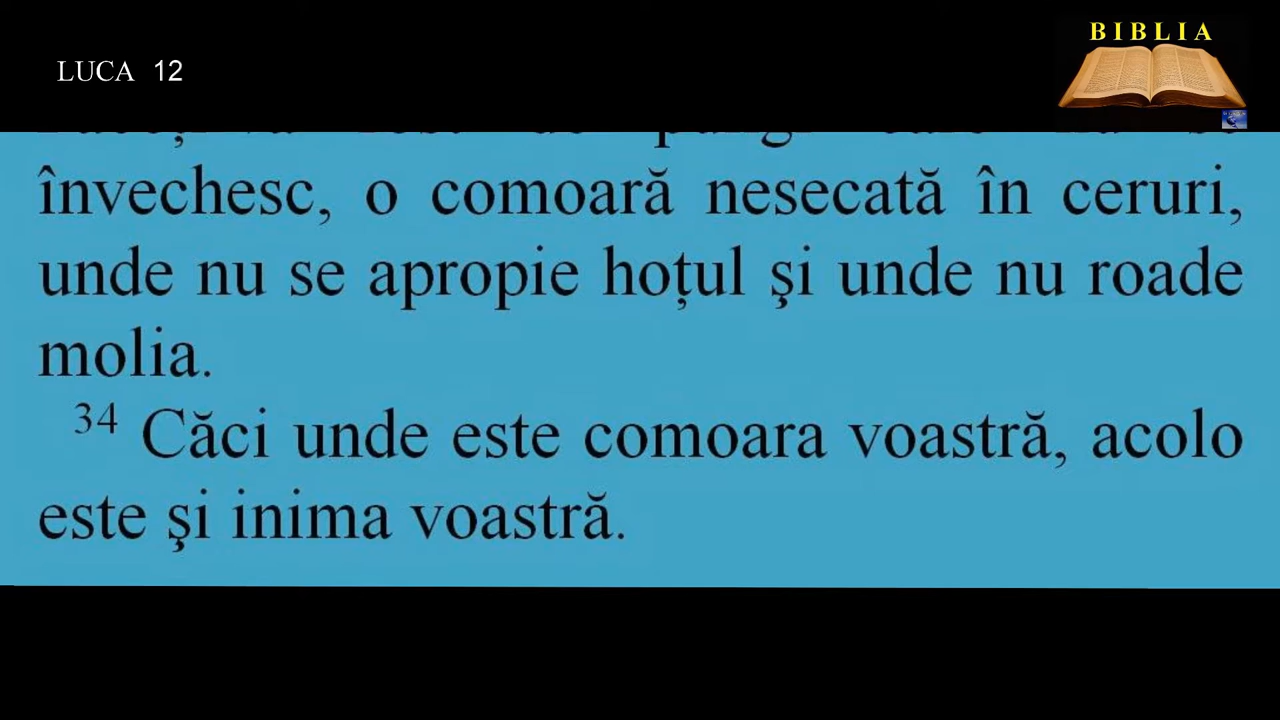 BIBLIA
LUCA 12
învechesc, o comoară nesecată în ceruri,
unde nu se apropie hoțul şi unde nu roade
molia.
34 Căci unde este comoara voastră, acolo
este şi inima voastră.